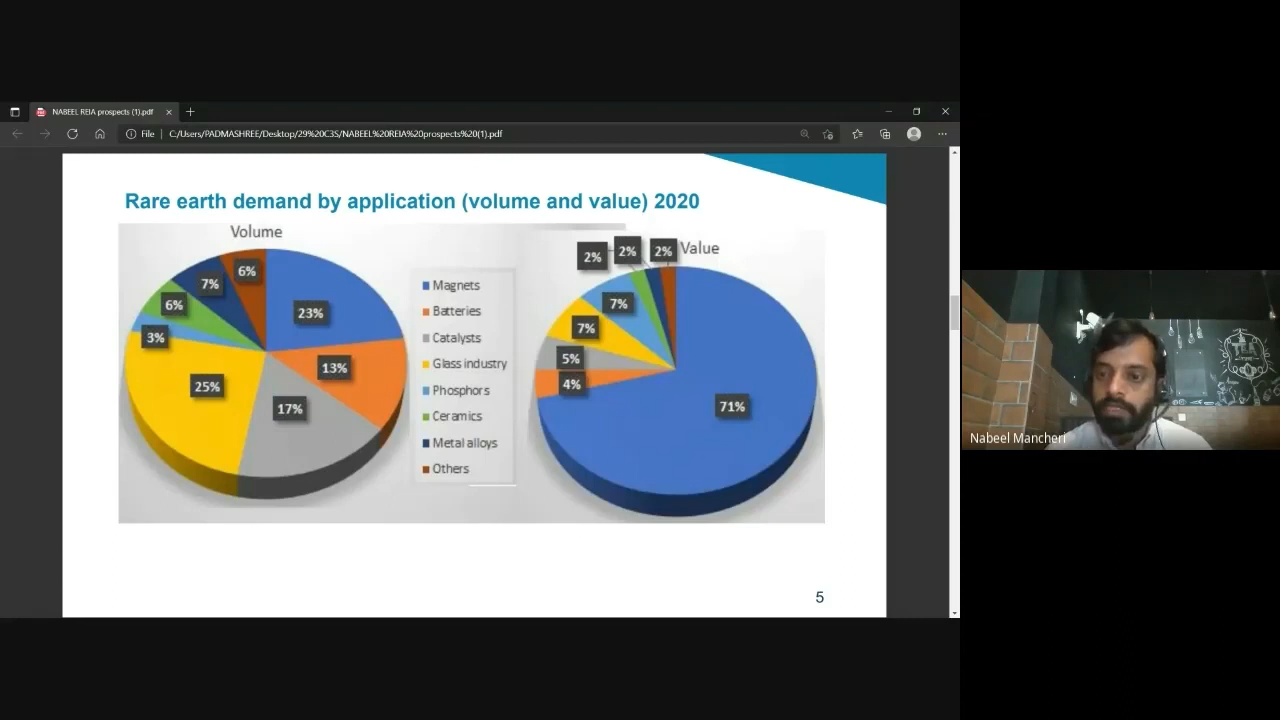 NABEEL REIA prospects (1).pdf
File
C:/Users/PADMASHREE/Desktop/29%20C3S/NABEEL%20REIA%20prospects%20(1).pdf
Rare earth demand by application (volume and value) 2020
Volume
6%
7%
6%
3%
25%
17%
13%
23%
Magnets
Batteries
Catalysts
Glass industry
Phosphors
Ceramics
Metal alloys
Others
Value
2%
2%
2%
7%
7%
5%
4%
71%
5
Nabeel Mancheri